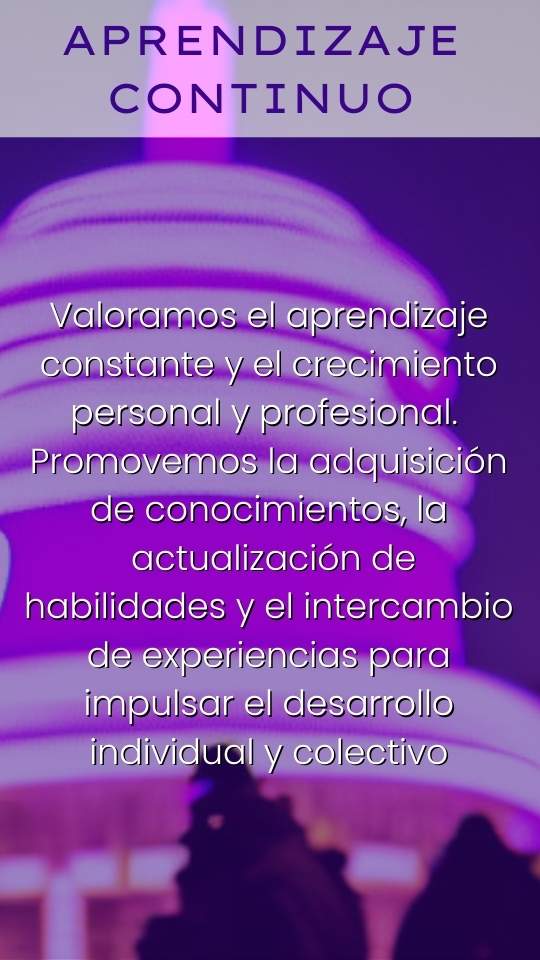 APRENDIZAJE
CONTINUO
Valoramos el aprendizaje
constante y el crecimiento
personal y profesional.
Promovemos la adquisición
de conocimientos, la
actualización de
habilidades y el intercambio
de experiencias para
impulsar el desarrollo
individual y colectivo